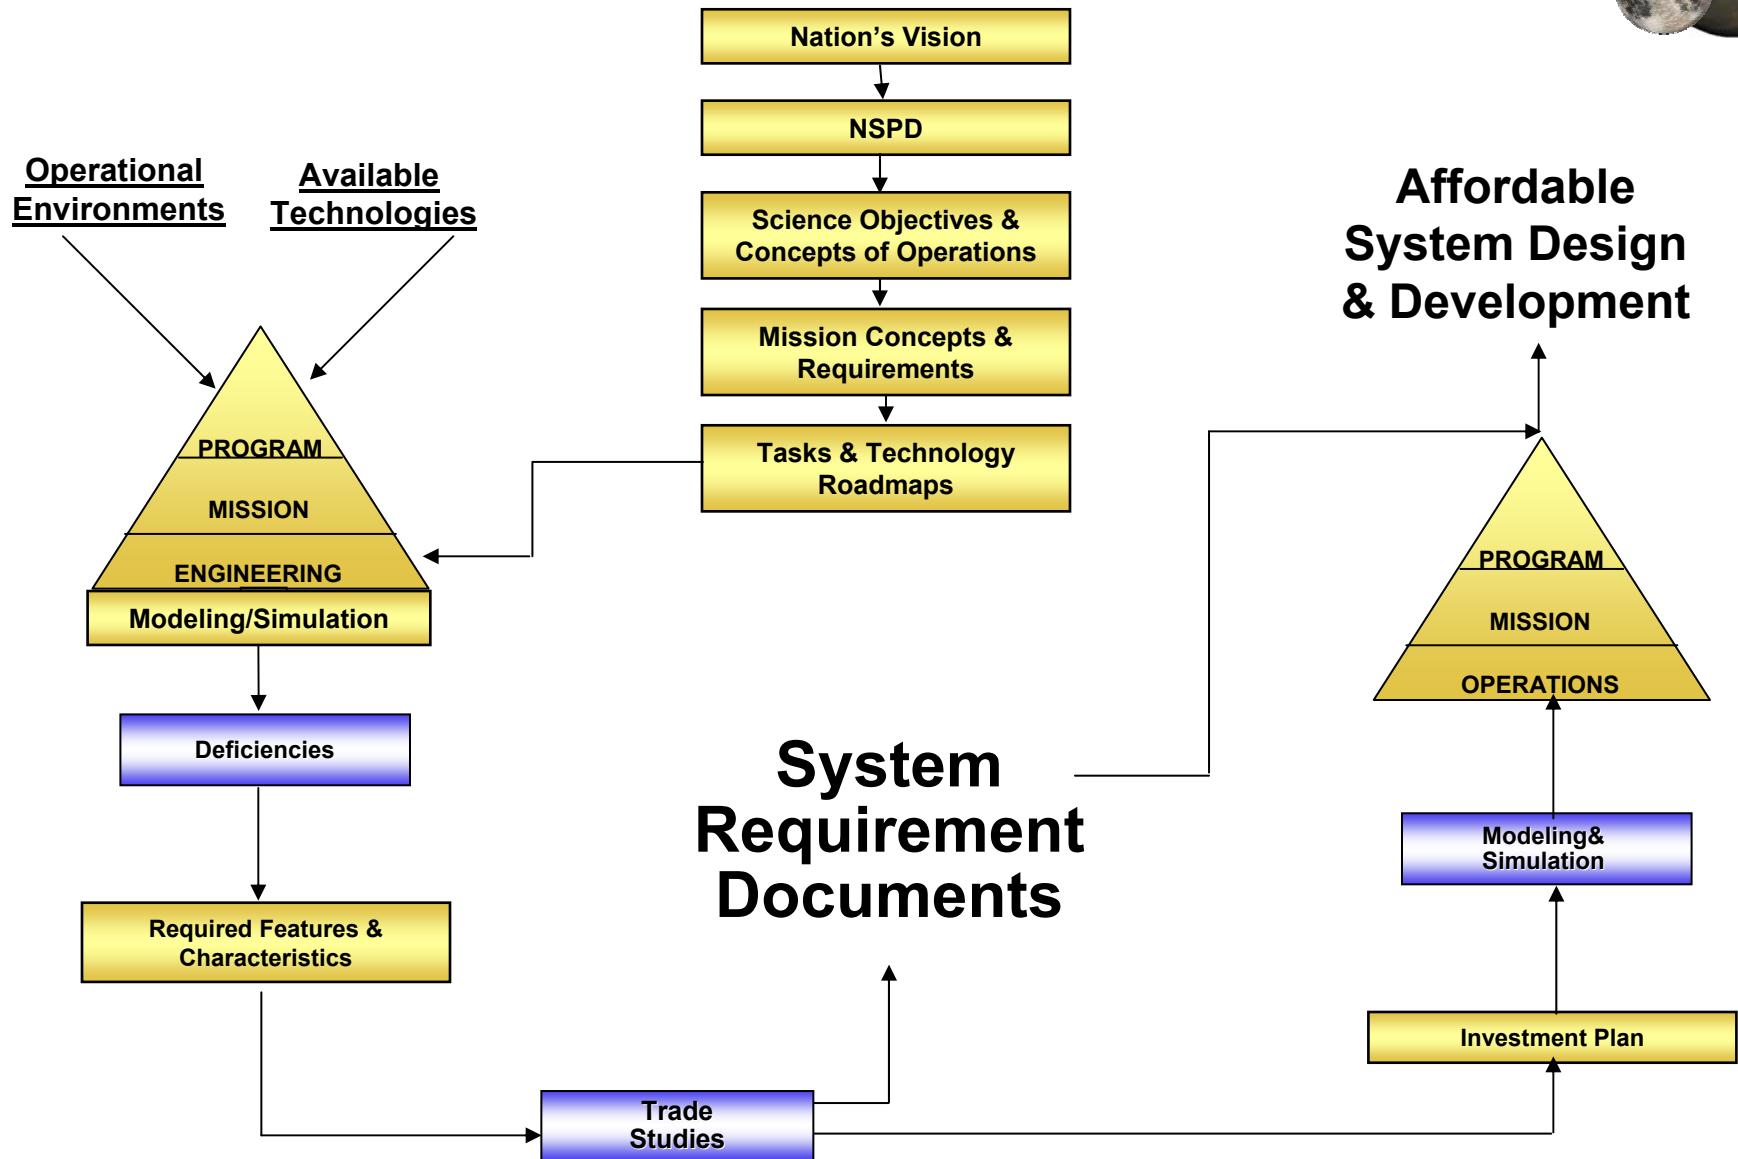 Nation's Vision
NSPD
Science Objectives &
Concepts of Operations
Mission Concepts &
Requirements
Tasks & Technology
Roadmaps
Operational
Environments
Available
Technologies
PROGRAM
MISSION
ENGINEERING
Modeling/Simulation
Deficiencies
Required Features &
Characteristics
Trade
Studies
System
Requirement
Documents
Affordable
System Design
& Development
PROGRAM
MISSION
OPERATIONS
Modeling&
Simulation
Investment Plan